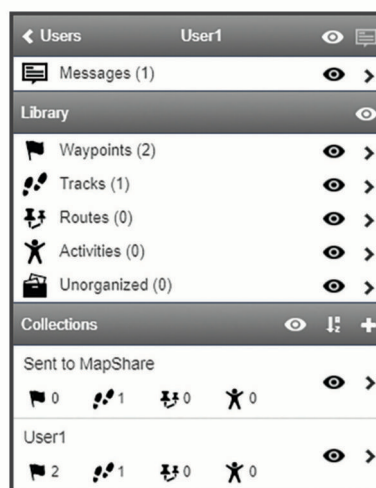 Users User1
Messages (1)
Library
Waypoints (2)
Tracks (1)
Routes (0)
Activities (0)
Unorganized (0)
Collections
Sent to MapShare
0 1 0 0
User1
2 1 0 0